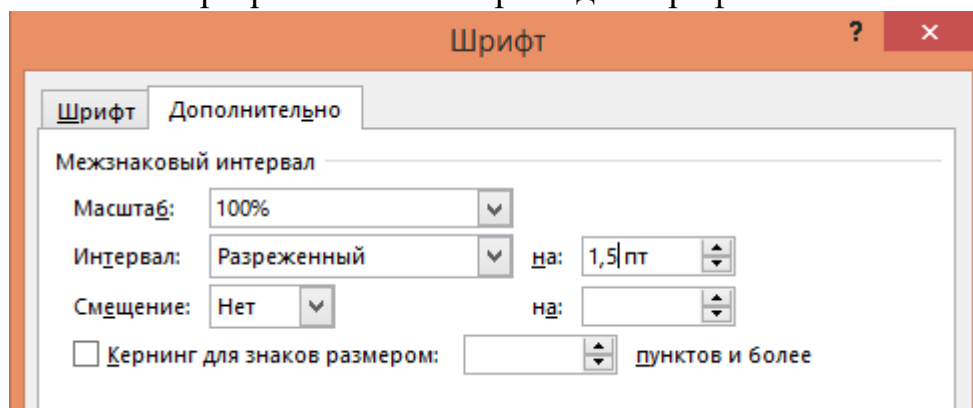 Шрифт ? ×
Шрифт Дополнительно
Межзнаковый интервал
Масштаб: 100%
Интервал: Разреженный на: 1,5 пт
Смещение: Нет на:
Кернинг для знаков размером: пунктов и более